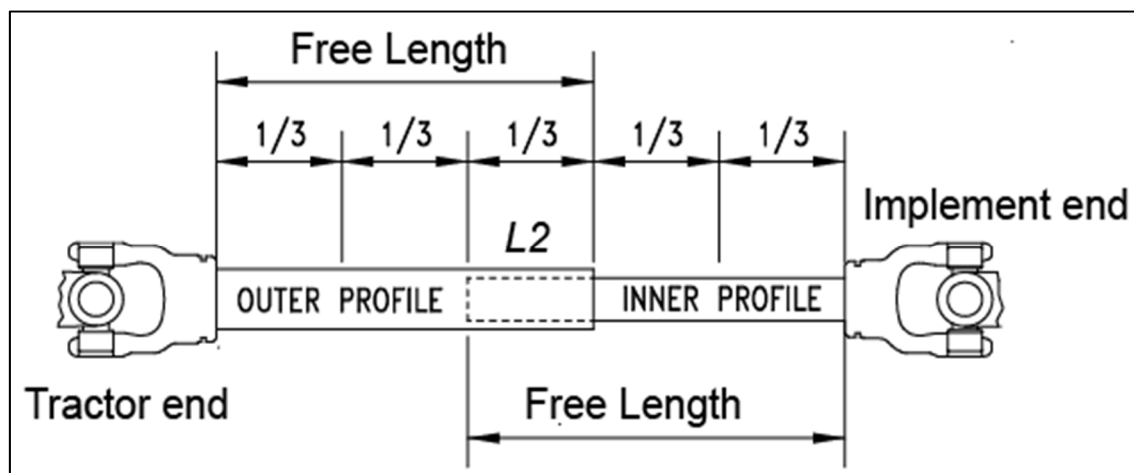 Free Length
1/3 1/3 1/3 1/3 1/3
Implement end
L2
OUTER PROFILE INNER PROFILE
Tractor end
Free Length